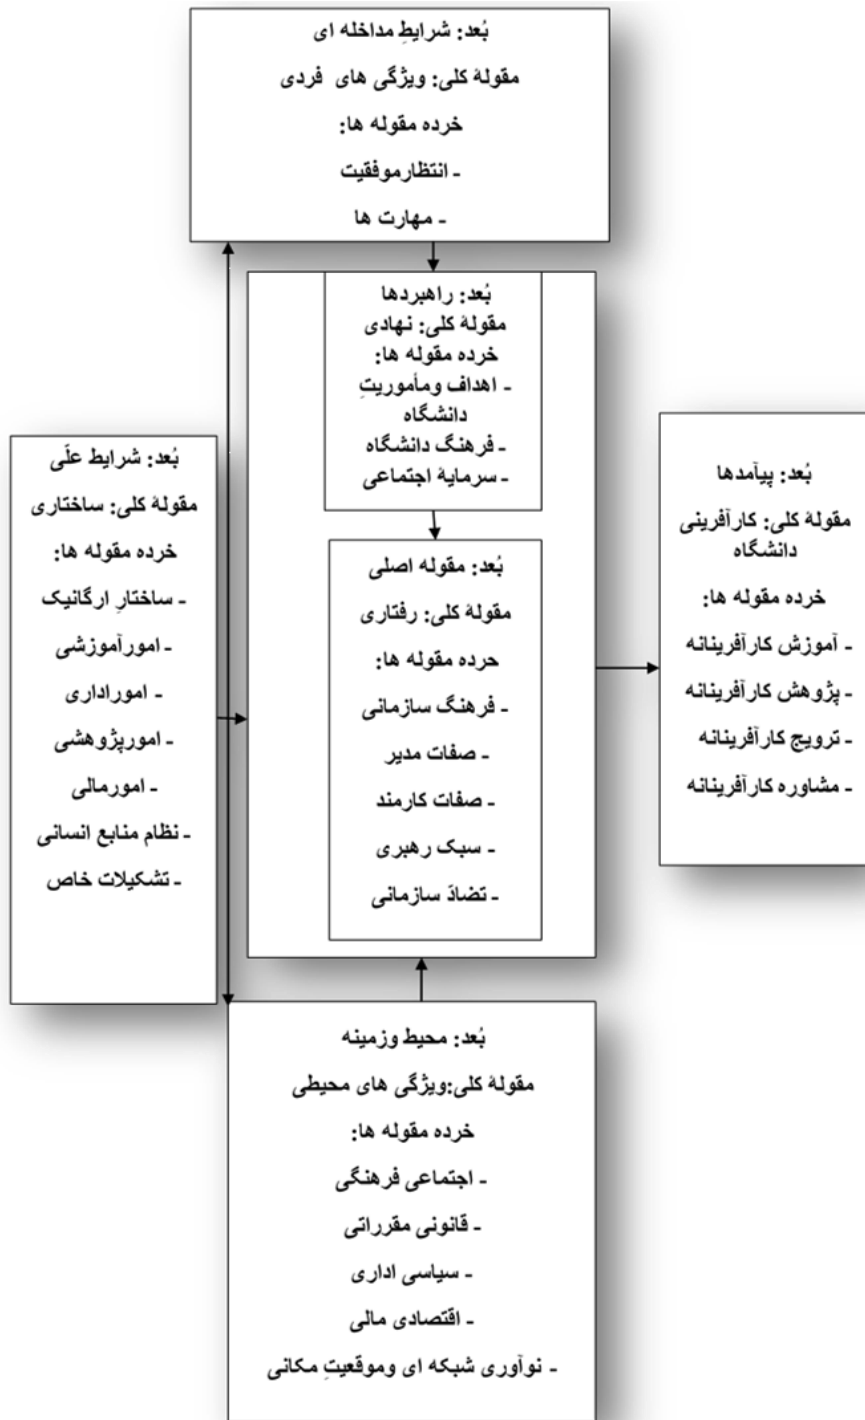 بُعد: شرایطِ مداخله ای
مقولهٔ کلی: ویژگی های فردی
خرده مقوله ها:
- انتظارموفقیت
- مهارت ها
بُعد: راهبردها
مقولهٔ کلی: نهادی
خرده مقوله ها:
- اهداف ومأموریتِ
دانشگاه
- فرهنگ دانشگاه
- سرمایهٔ اجتماعی
بُعد: پیآمدها
مقولهٔ کلی: کارآفرینی
دانشگاه
خرده مقوله ها:
- آموزش کارآفرینانه
- پژوهش کارآفرینانه
- ترویج کارآفرینانه
- مشاوره کارآفرینانه
بُعد: مقوله اصلی
مقولهٔ کلی: رفتاری
حرده مقوله ها:
- فرهنگ سازمانی
- صفات مدیر
- صفات کارمند
- سبک رهبری
- تضادّ سازمانی
بُعد: شرایط علّی
مقولهٔ کلی: ساختاری
خرده مقوله ها:
- ساختارِ ارگانیک
- امورآموزشی
- اموراداری
- امورپژوهشی
- امورمالی
- نظام منابع انسانی
- تشکیلات خاص
بُعد: محیط وزمینه
مقولهٔ کلی:ویژگی های محیطی
خرده مقوله ها:
- اجتماعی فرهنگی
- قانونی مقرراتی
- سیاسی اداری
- اقتصادی مالی
- نوآوری شبکه ای وموقعیتِ مکانی